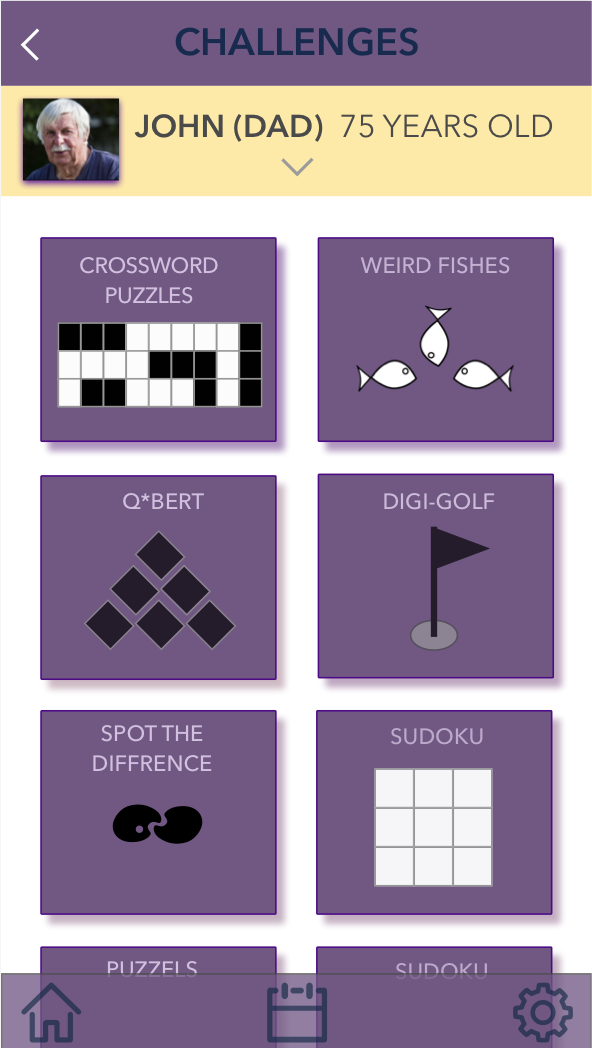 CHALLENGES
JOHN (DAD) 75 YEARS OLD
CROSSWORD
PUZZLES
WEIRD FISHES
Q*BERT
DIGI-GOLF
SPOT THE
DIFFRENCE
SUDOKU
PUZZELS
SUDOKU